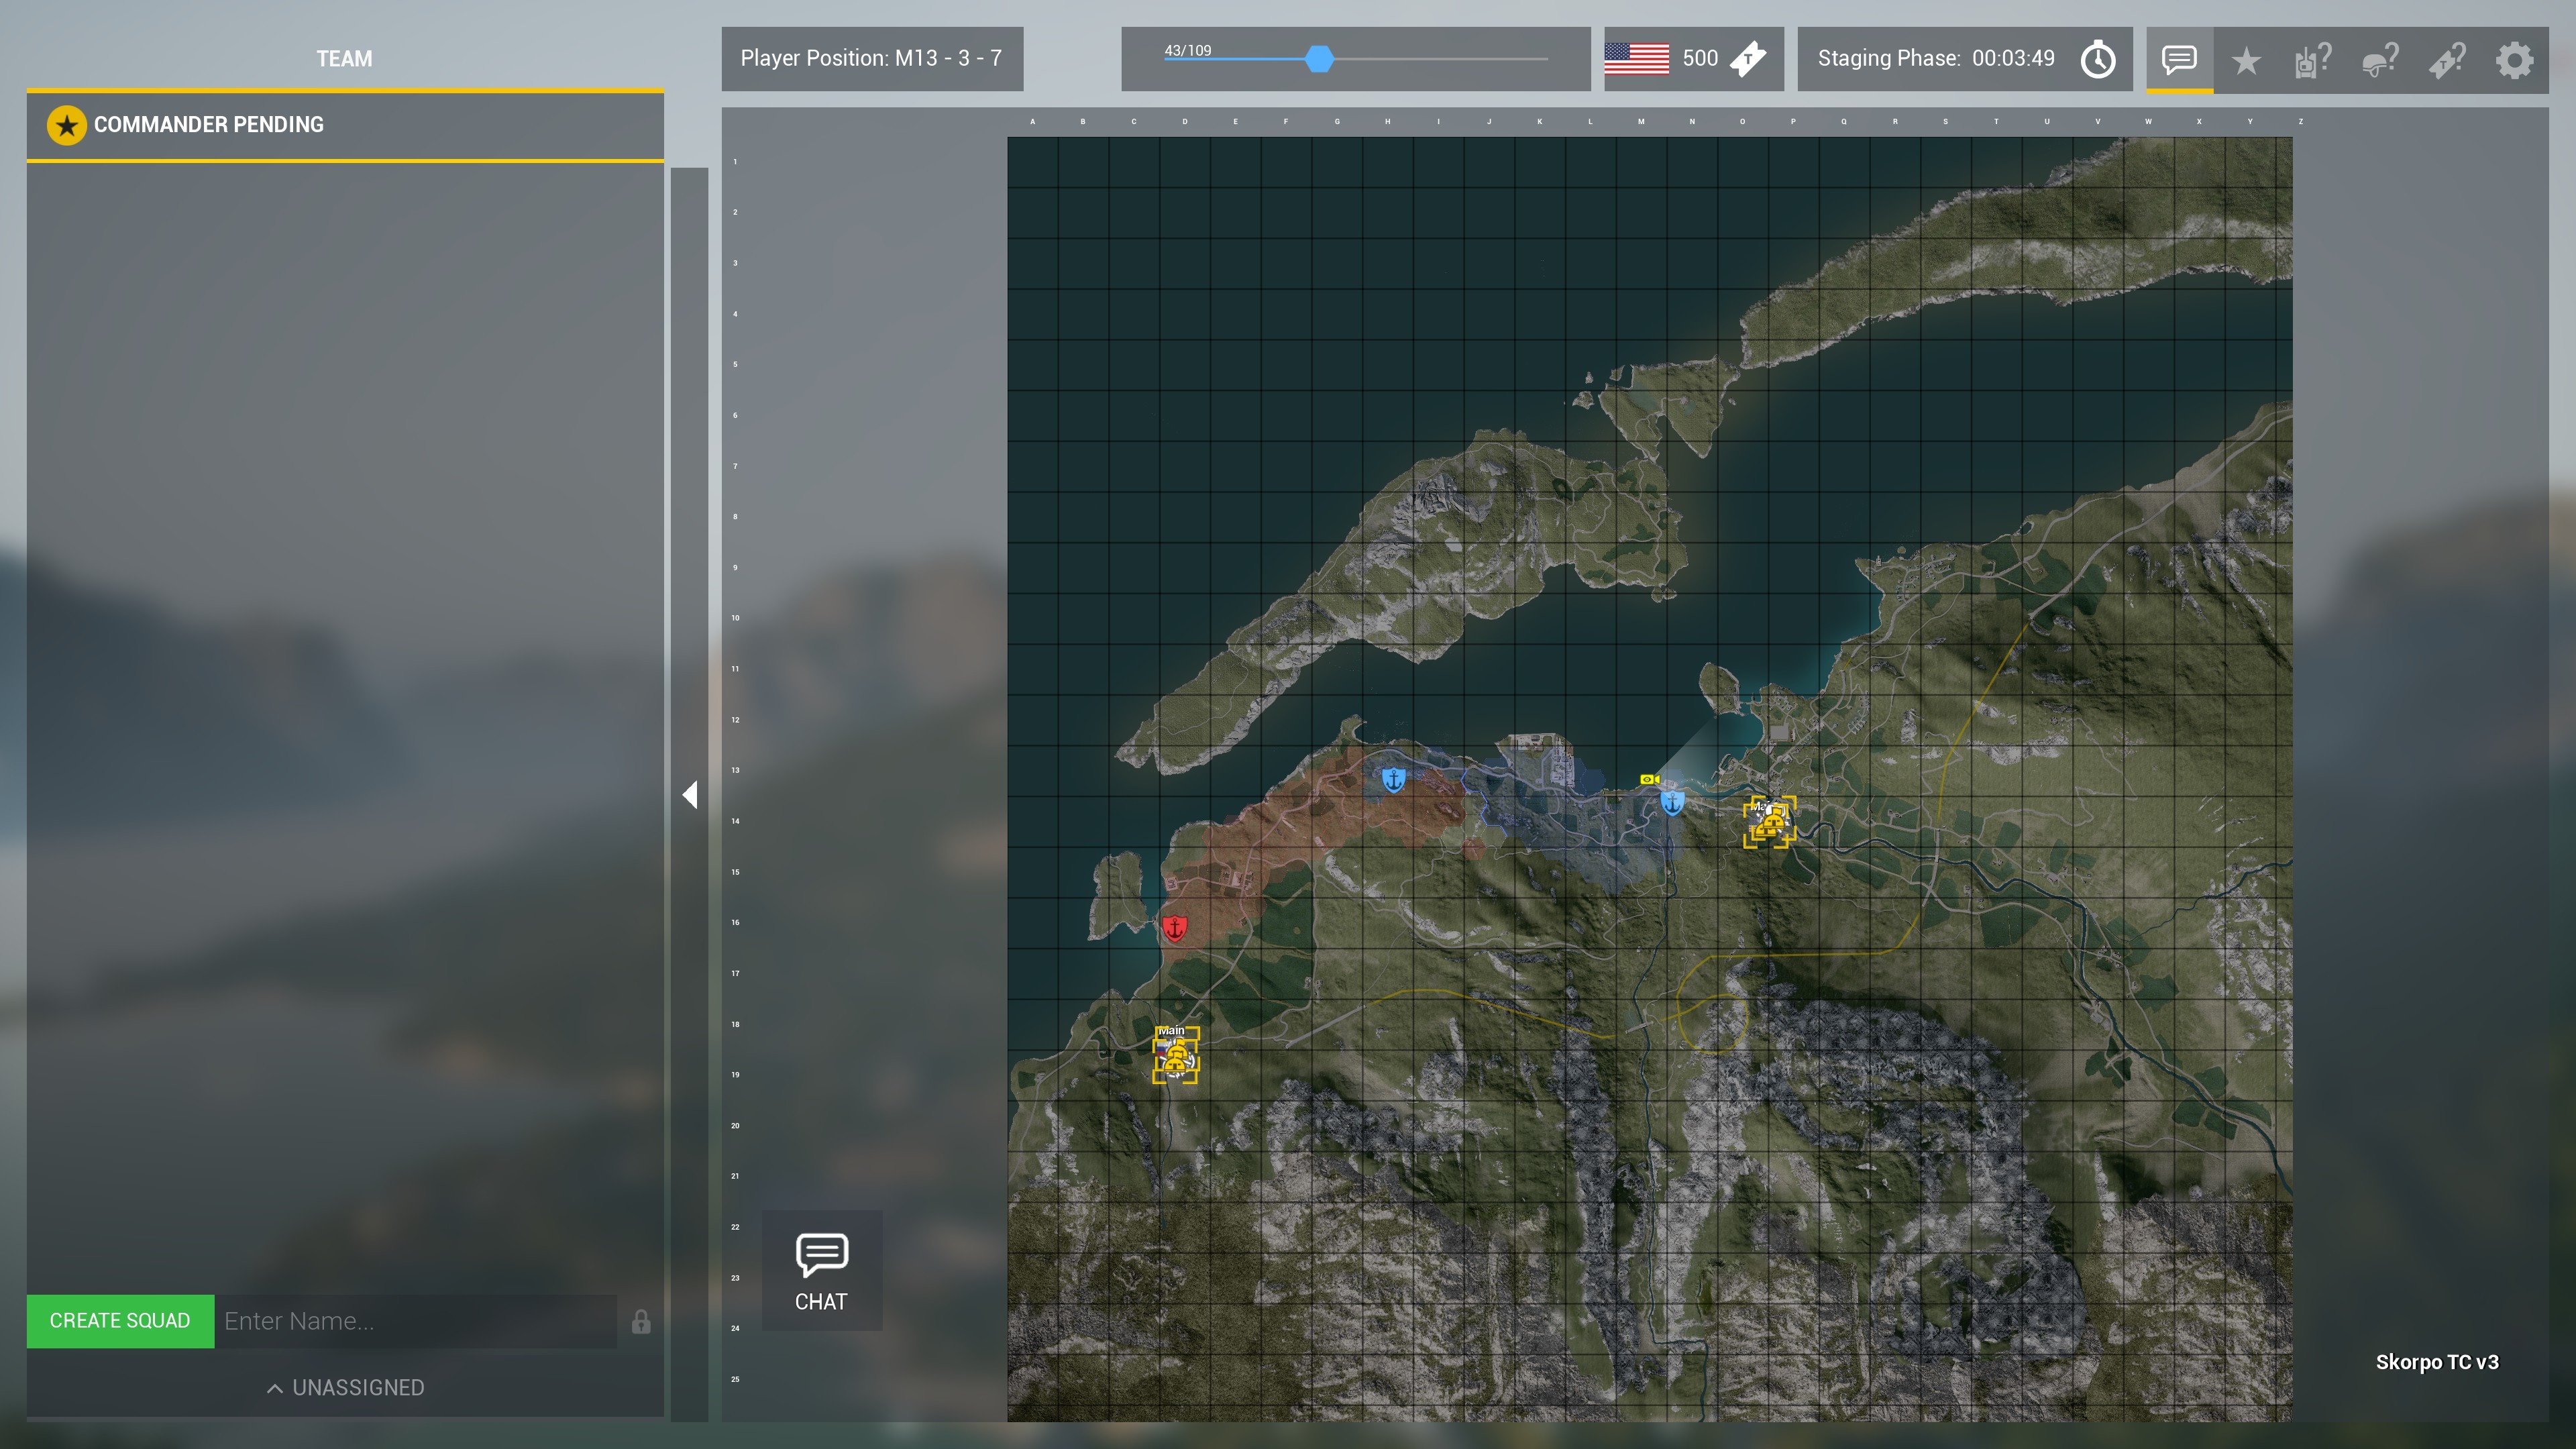 TEAM
Player Position: M13 - 3 - 7
43/109
500
T
Staging Phase: 00:03:49
?
?
T?
COMMANDER PENDING
A B C D E F G H I J K L M N O P Q R S T U V W X Y Z
1
2
3
4
5
6
7
8
9
10
11
12
13
14
15
16
17
18
19
20
21
22
23
24
25
Main
CHAT
CREATE SQUAD
Enter Name...
UNASSIGNED
Skorpo TC v3